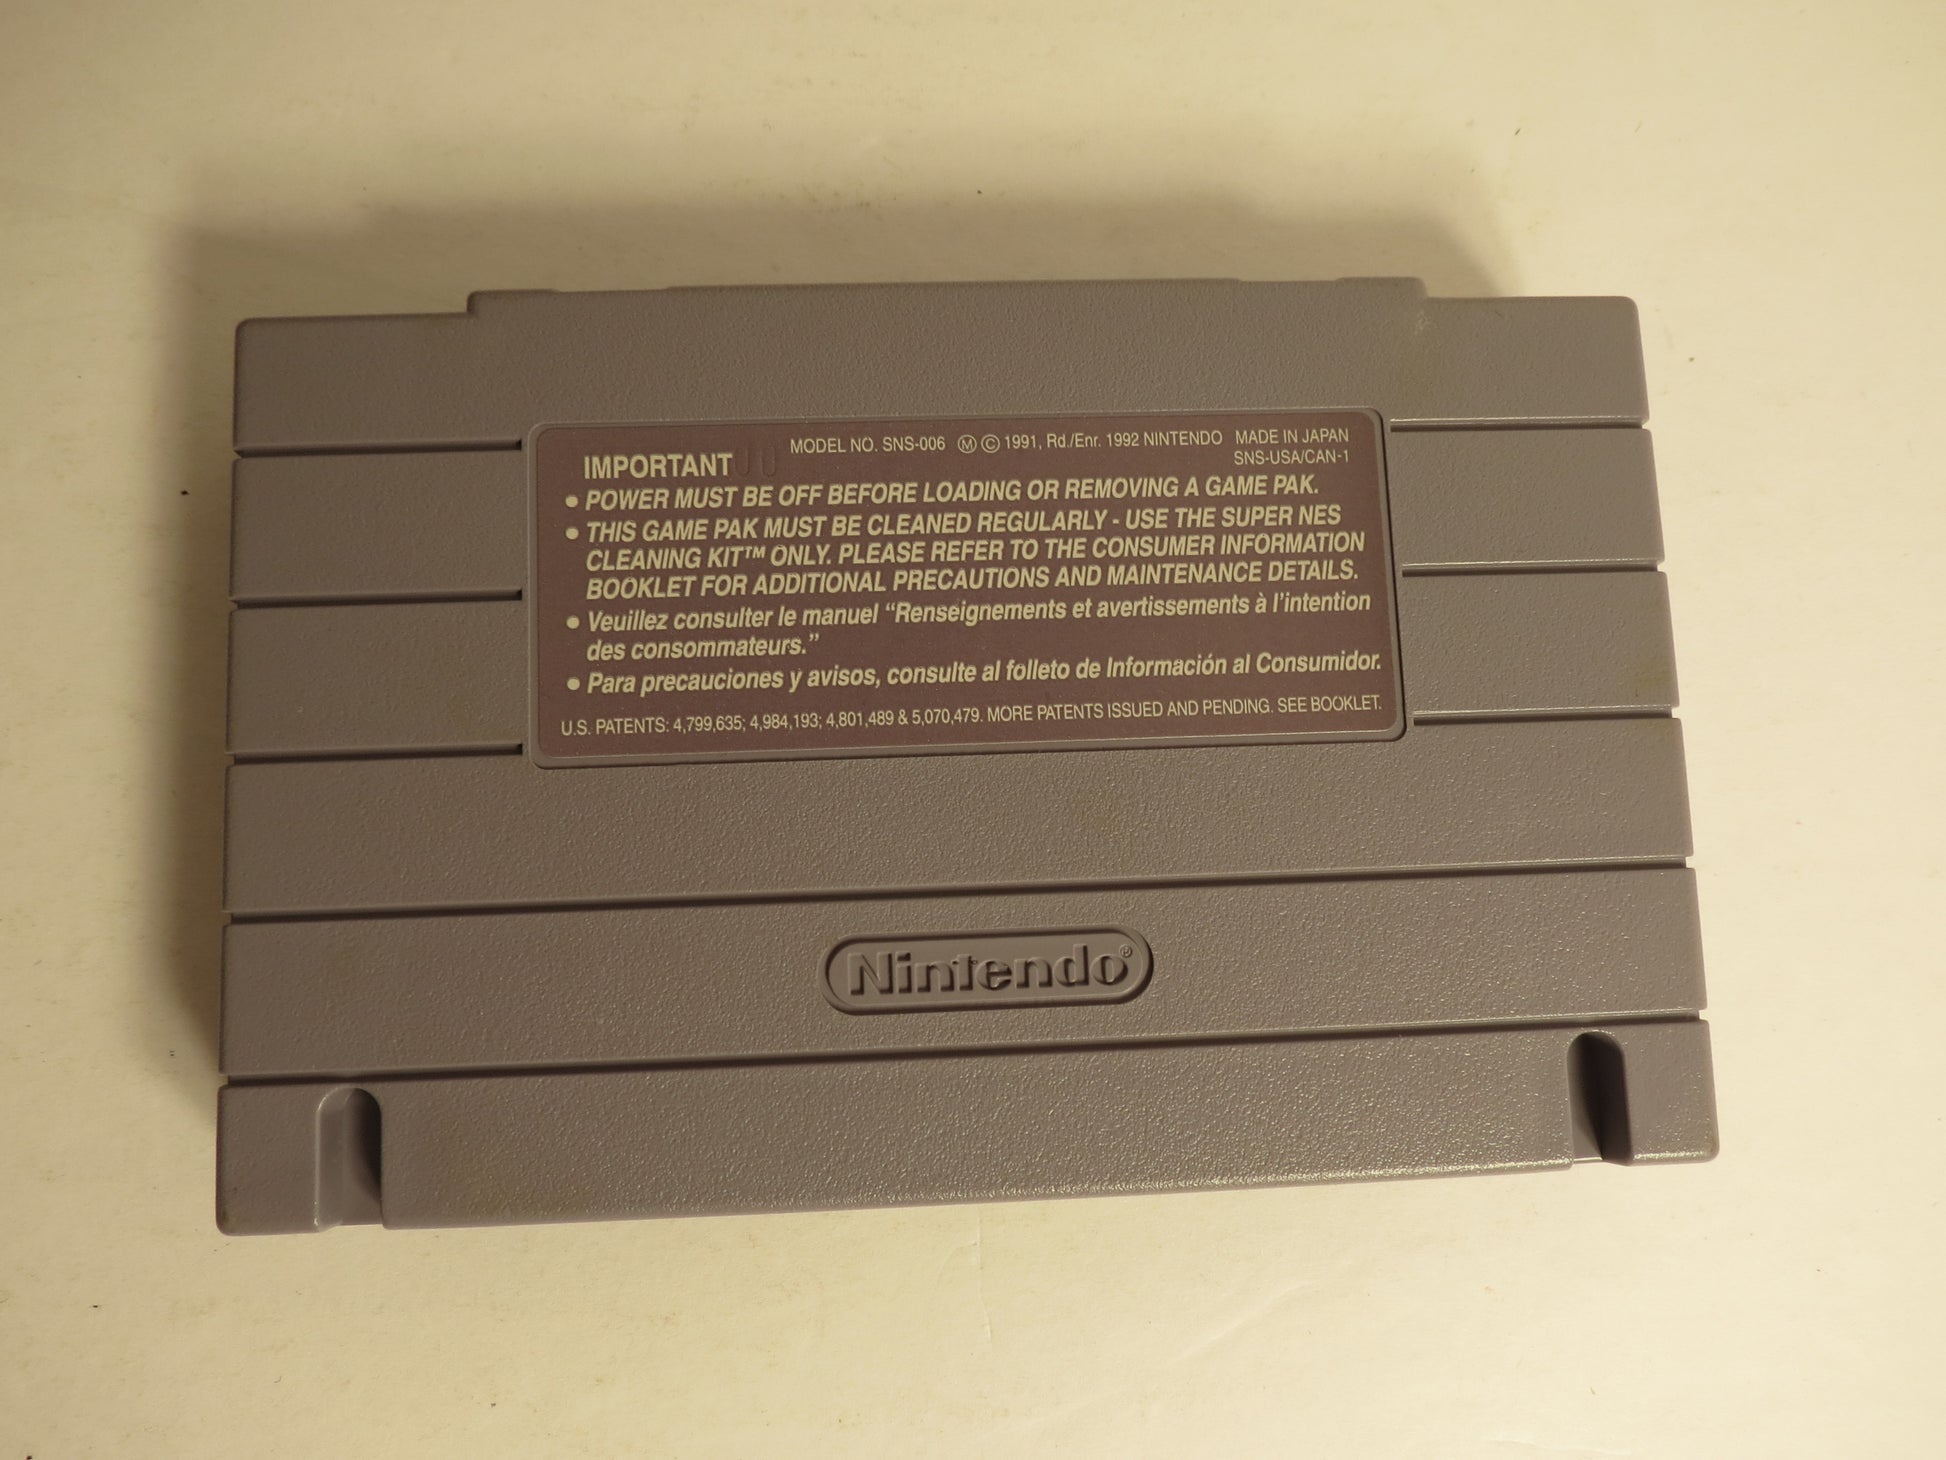 MODEL NO. SNS-006 Ⓜ © 1991, Rd./Enr. 1992 NINTENDO MADE IN JAPAN
SNS-USA/CAN-1
IMPORTANT
• POWER MUST BE OFF BEFORE LOADING OR REMOVING A GAME PAK.
• THIS GAME PAK MUST BE CLEANED REGULARLY - USE THE SUPER NES
CLEANING KIT™ ONLY. PLEASE REFER TO THE CONSUMER INFORMATION
BOOKLET FOR ADDITIONAL PRECAUTIONS AND MAINTENANCE DETAILS.
• Veuillez consulter le manuel “Renseignements et avertissements à l’intention
des consommateurs.”
• Para precauciones y avisos, consulte al folleto de Información al Consumidor.
U.S. PATENTS: 4,799,635; 4,984,193; 4,801,489 & 5,070,479. MORE PATENTS ISSUED AND PENDING. SEE BOOKLET.
Nintendo®